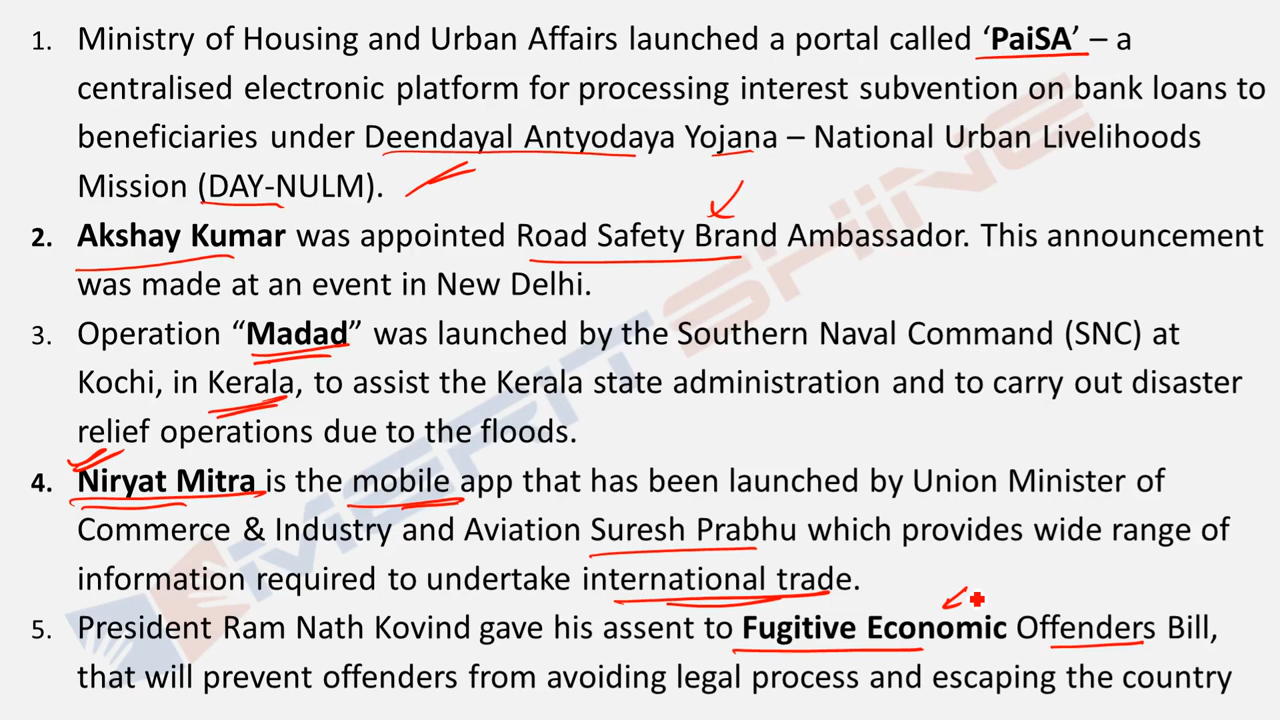 1. Ministry of Housing and Urban Affairs launched a portal called ‘PaiSA’ – a
centralised electronic platform for processing interest subvention on bank loans to
beneficiaries under Deendayal Antyodaya Yojana – National Urban Livelihoods
Mission (DAY-NULM).
2. Akshay Kumar was appointed Road Safety Brand Ambassador. This announcement
was made at an event in New Delhi.
3. Operation “Madad” was launched by the Southern Naval Command (SNC) at
Kochi, in Kerala, to assist the Kerala state administration and to carry out disaster
relief operations due to the floods.
4. Niryat Mitra is the mobile app that has been launched by Union Minister of
Commerce & Industry and Aviation Suresh Prabhu which provides wide range of
information required to undertake international trade.
5. President Ram Nath Kovind gave his assent to Fugitive Economic Offenders Bill,
that will prevent offenders from avoiding legal process and escaping the country